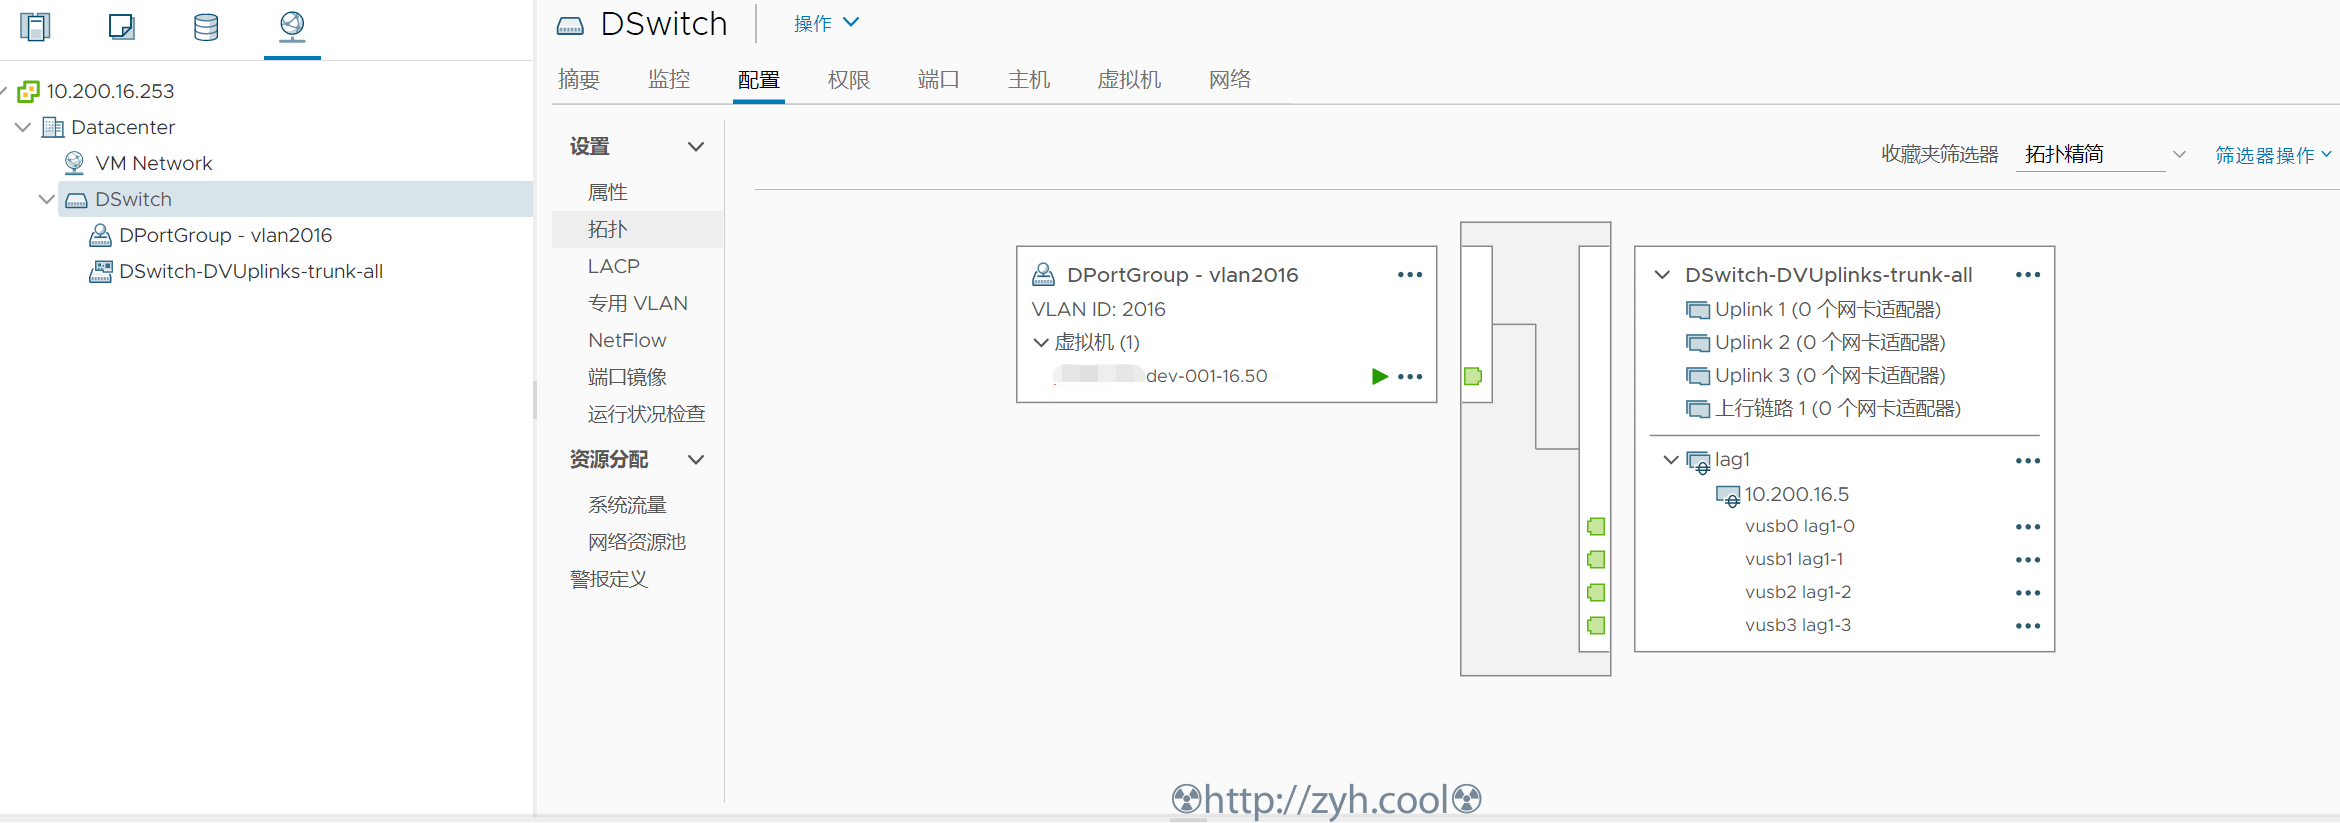 10.200.16.253
Datacenter
VM Network
DSwitch
DPortGroup - vlan2016
DSwitch-DVUplinks-trunk-all
DSwitch
操作
摘要 监控 配置 权限 端口 主机 虚拟机 网络
设置
属性
拓扑
LACP
专用 VLAN
NetFlow
端口镜像
运行状况检查
资源分配
系统流量
网络资源池
警报定义
收藏夹筛选器 拓扑精简 筛选器操作
DPortGroup - vlan2016
VLAN ID: 2016
虚拟机 (1)
dev-001-16.50
DSwitch-DVUplinks-trunk-all
Uplink 1 (0 个网卡适配器)
Uplink 2 (0 个网卡适配器)
Uplink 3 (0 个网卡适配器)
上行链路 1 (0 个网卡适配器)
lag1
10.200.16.5
vusb0 lag1-0
vusb1 lag1-1
vusb2 lag1-2
vusb3 lag1-3
☢http://zyh.cool☢